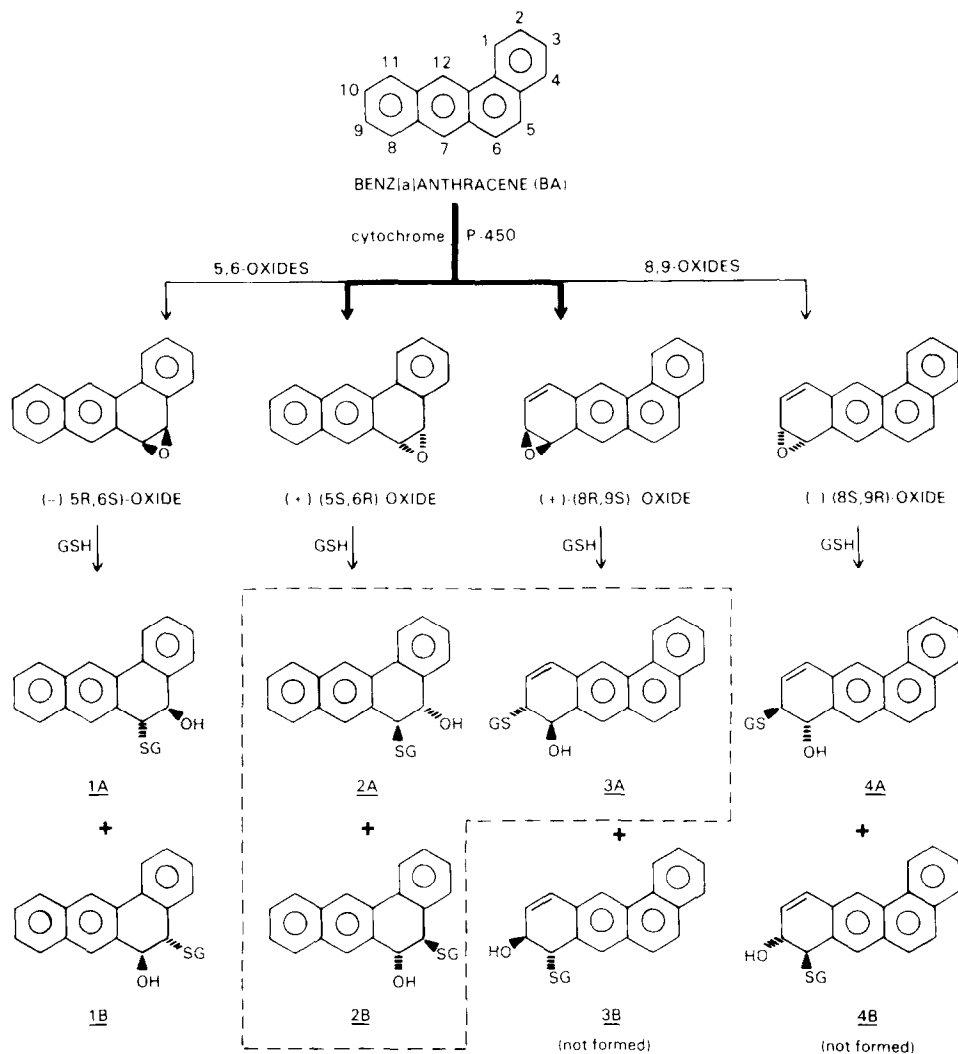 2
1
3
11
12
4
10
5
9
8
7
6
BENZ[a]ANTHRACENE (BA)
cytochrome P-450
5,6-OXIDES
8,9-OXIDES
O
O
O
O
(-) 5R,6S)-OXIDE
(+) (5S,6R) OXIDE
(+)-(8R,9S) OXIDE
( ) (8S,9R)-OXIDE
GSH
GSH
GSH
GSH
OH
SG
OH
SG
GS
OH
GS
OH
1A
2A
3A
4A
+
+
+
+
SG
OH
SG
OH
HO
SG
HO
SG
1B
2B
3B
4B
(not formed)
(not formed)